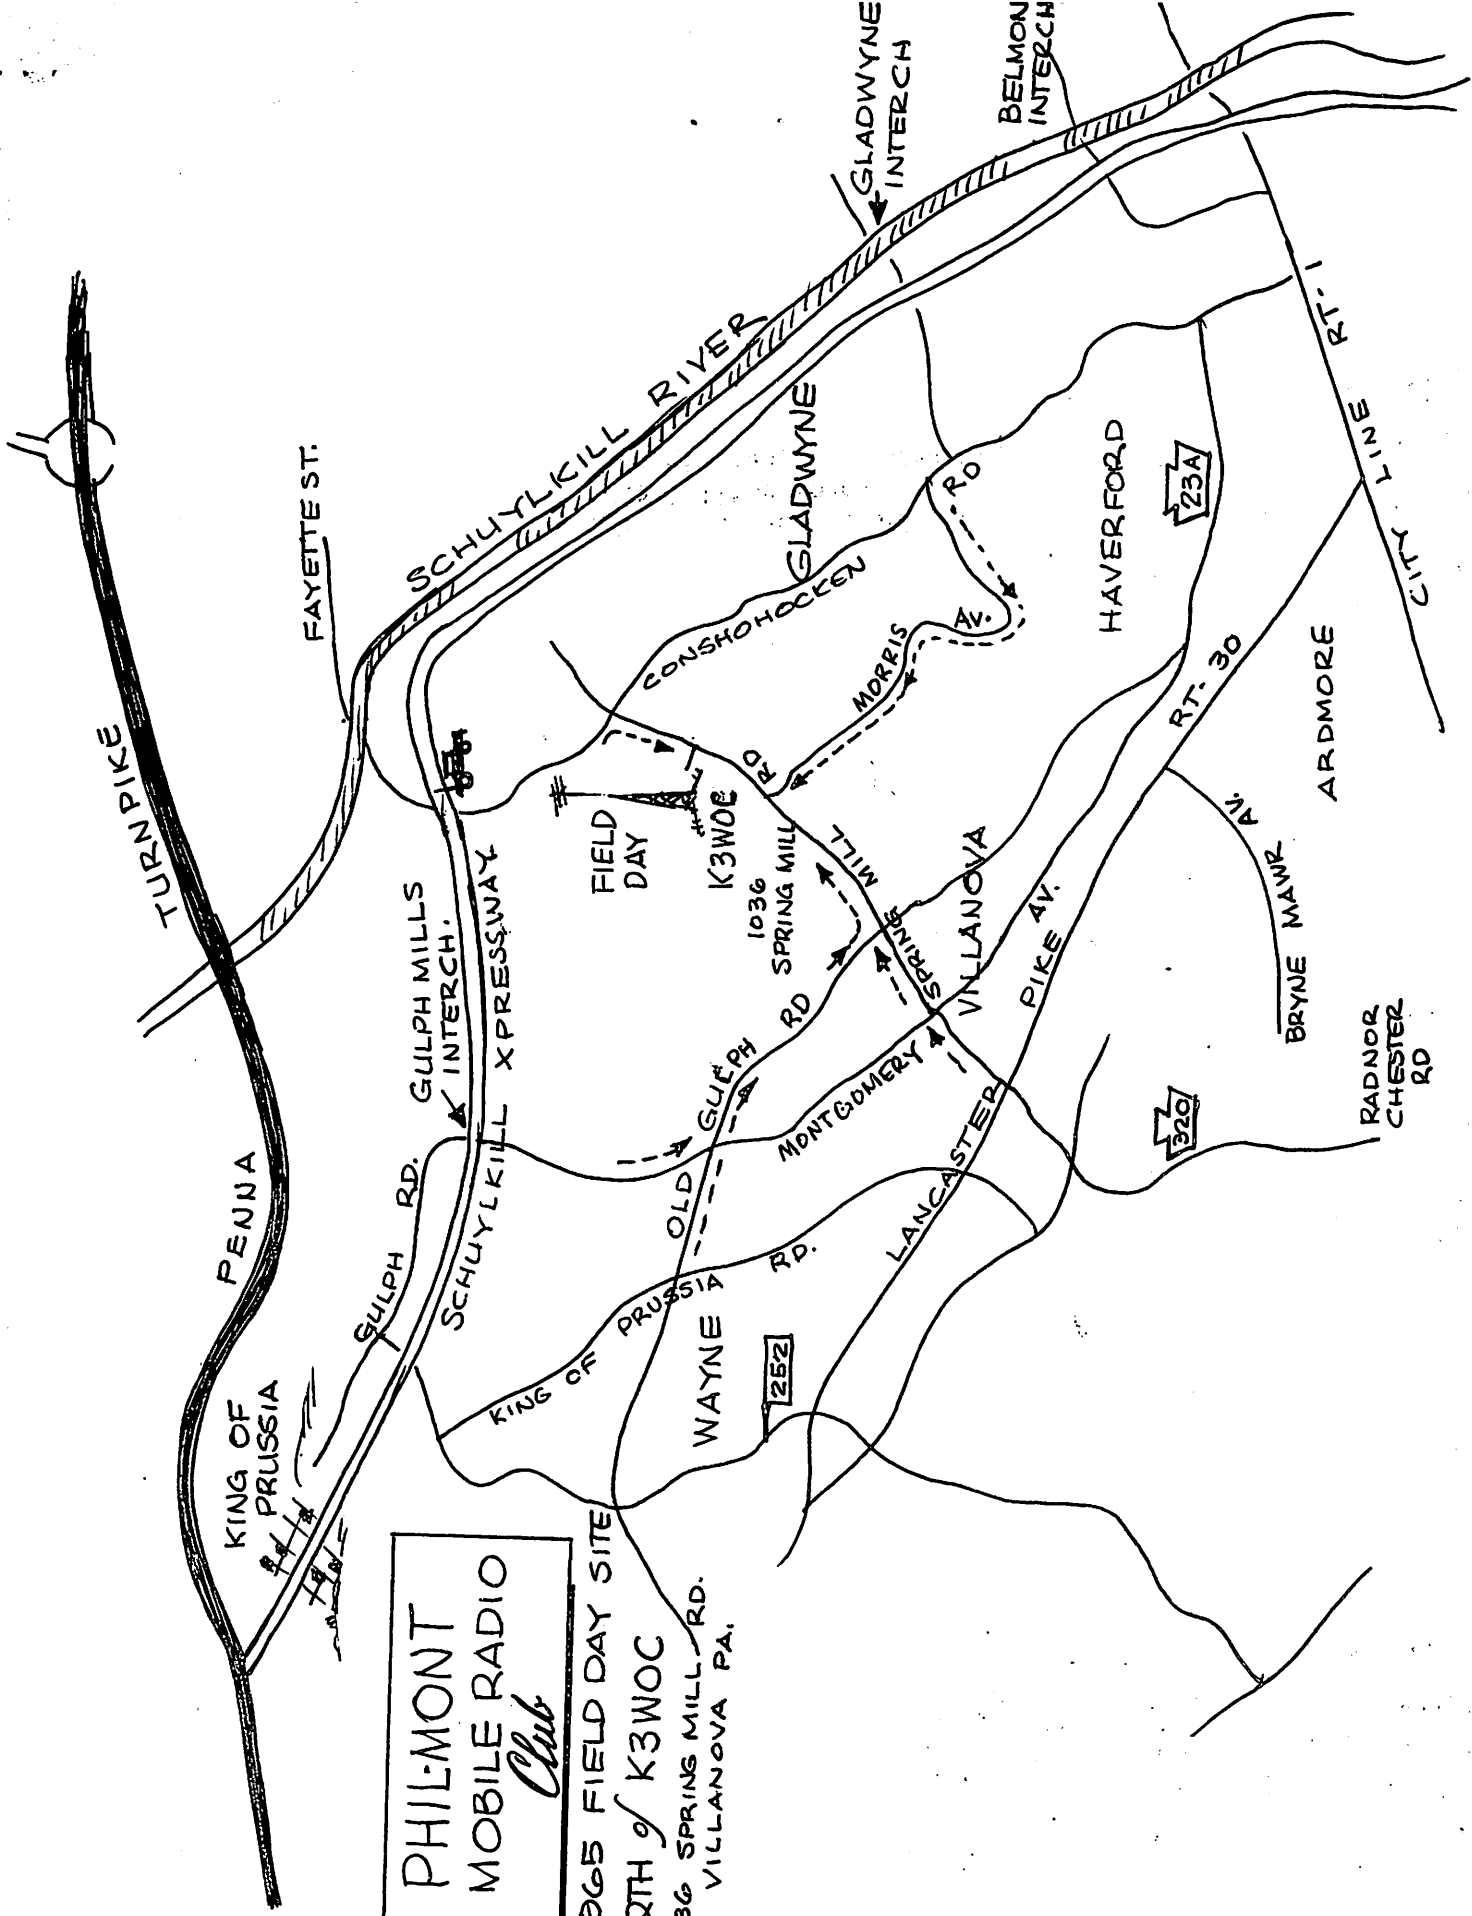 PHIL-MONT
MOBILE RADIO
Club
965 FIELD DAY SITE
QTH of K3WOC
36 SPRING MILL RD.
VILLANOVA PA.
PENNA TURNPIKE
KING OF
PRUSSIA
GULPH RD.
FAYETTE ST.
SCHUYLKILL RIVER
GULPH MILLS
INTERCH.
SCHUYLKILL XPRESSWAY
GLADWYNE
INTERCH
BELMON
INTERCH
KING OF PRUSSIA RD.
WAYNE
252
OLD GULPH RD
FIELD
DAY
K3WOC
1036
SPRING MILL
SPRING MILL RD
CONSHOHOCKEN RD
GLADWYNE
MORRIS AV.
MONTGOMERY AV.
VILLANOVA
LANCASTER PIKE RT-30
HAVERFORD
23A
CITY LINE RT-1
ARDMORE
BRYNE MAWR AV.
320
RADNOR
CHESTER
RD